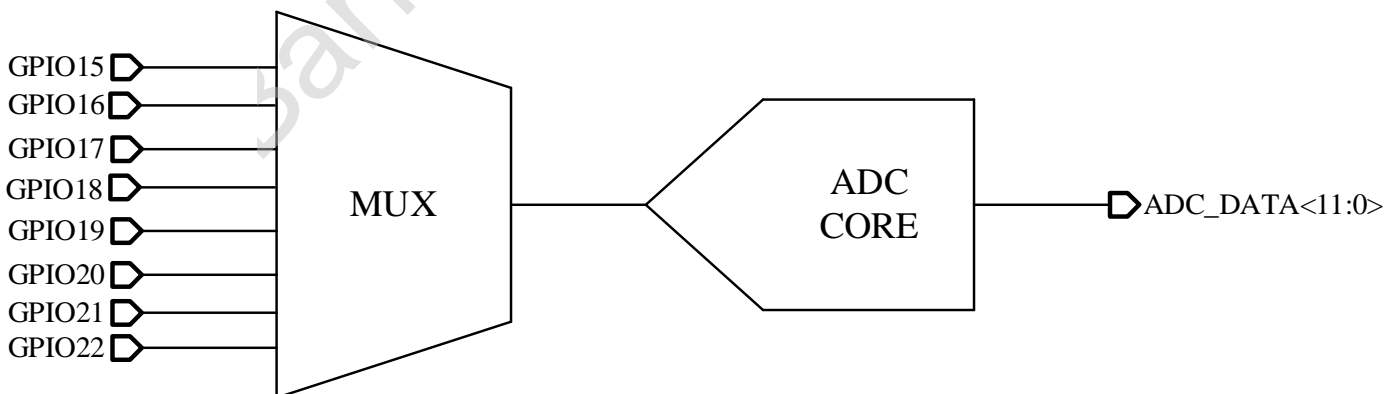 GPIO15
GPIO16
GPIO17
GPIO18
GPIO19
GPIO20
GPIO21
GPIO22
MUX
ADC
CORE
ADC_DATA<11:0>